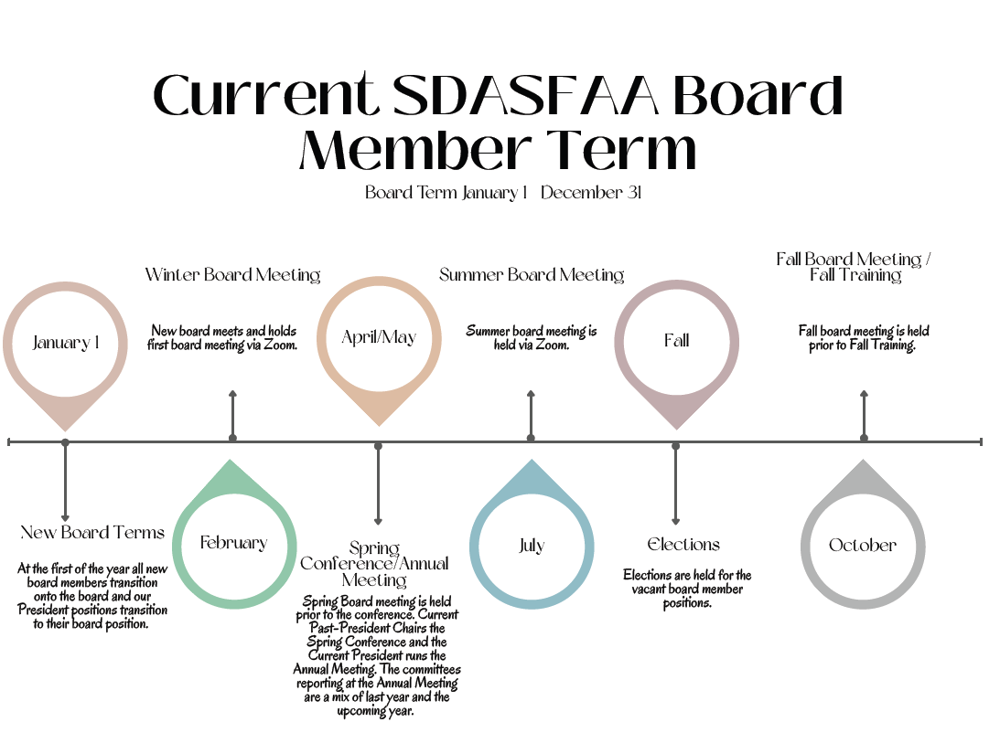 Current SDASFAA Board
Member Term
Board Term January 1 December 31
January 1
New Board Terms
At the first of the year all new
board members transition
onto the board and our
President positions transition
to their board position.
Winter Board Meeting
New board meets and holds
first board meeting via Zoom.
February
April/May
Spring
Conference/Annual
Meeting
Spring Board meeting is held
prior to the conference. Current
Past-President Chairs the
Spring Conference and the
Current President runs the
Annual Meeting. The committees
reporting at the Annual Meeting
are a mix of last year and the
upcoming year.
Summer Board Meeting
Summer board meeting is
held via Zoom.
July
Fall
Elections
Elections are held for the
vacant board member
positions.
Fall Board Meeting /
Fall Training
Fall board meeting is held
prior to Fall Training.
October